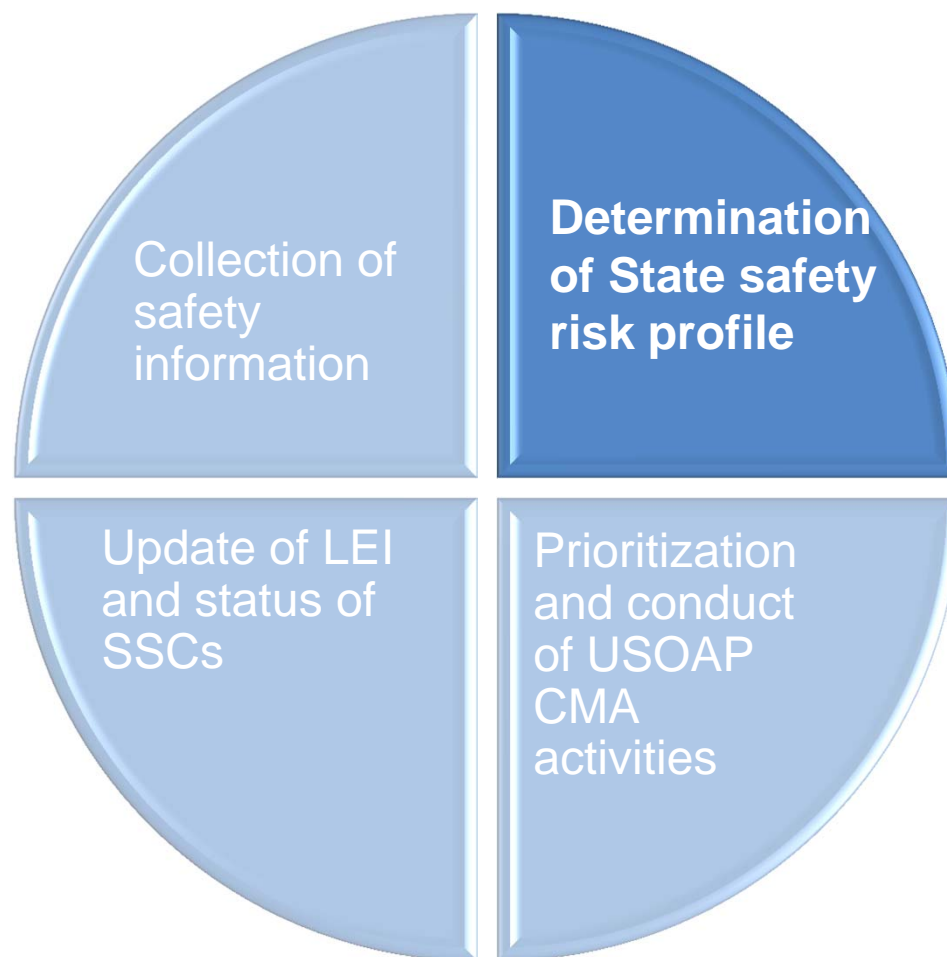 Collection of
safety
information
Determination
of State safety
risk profile
Update of LEI
and status of
SSCs
Prioritization
and conduct
of USOAP
CMA
activities